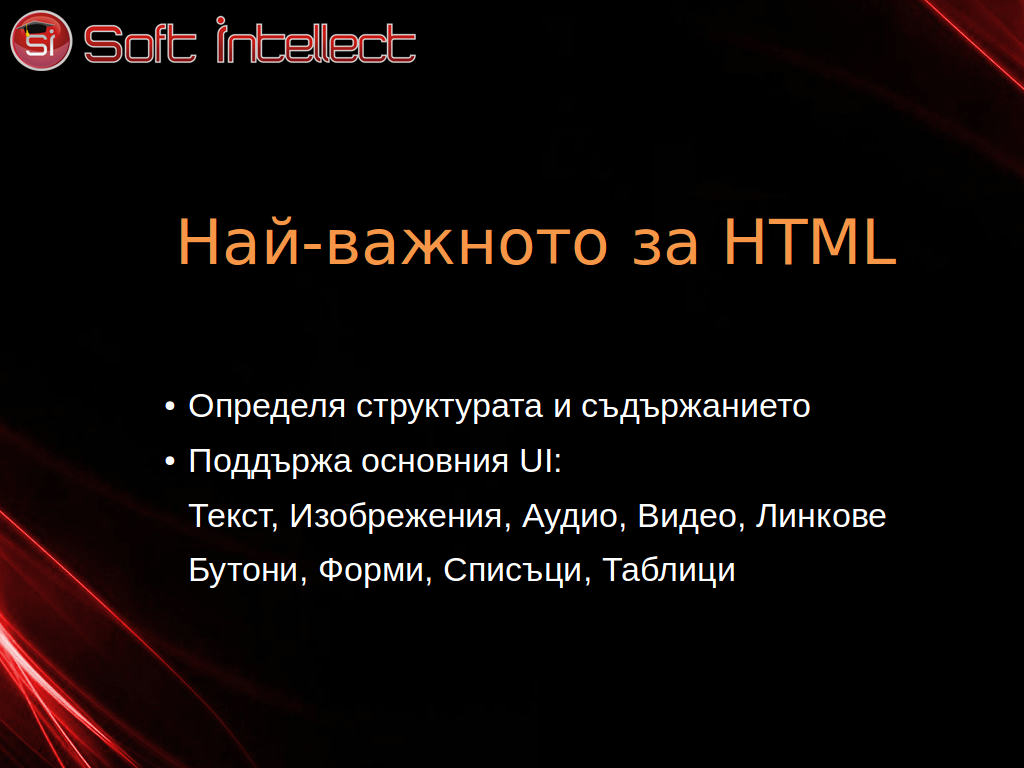 Si Soft Intellect
Най-важното за HTML
• Определя структурата и съдържанието
• Поддържа основния UI:
Текст, Изобрежения, Аудио, Видео, Линкове
Бутони, Форми, Списъци, Таблици